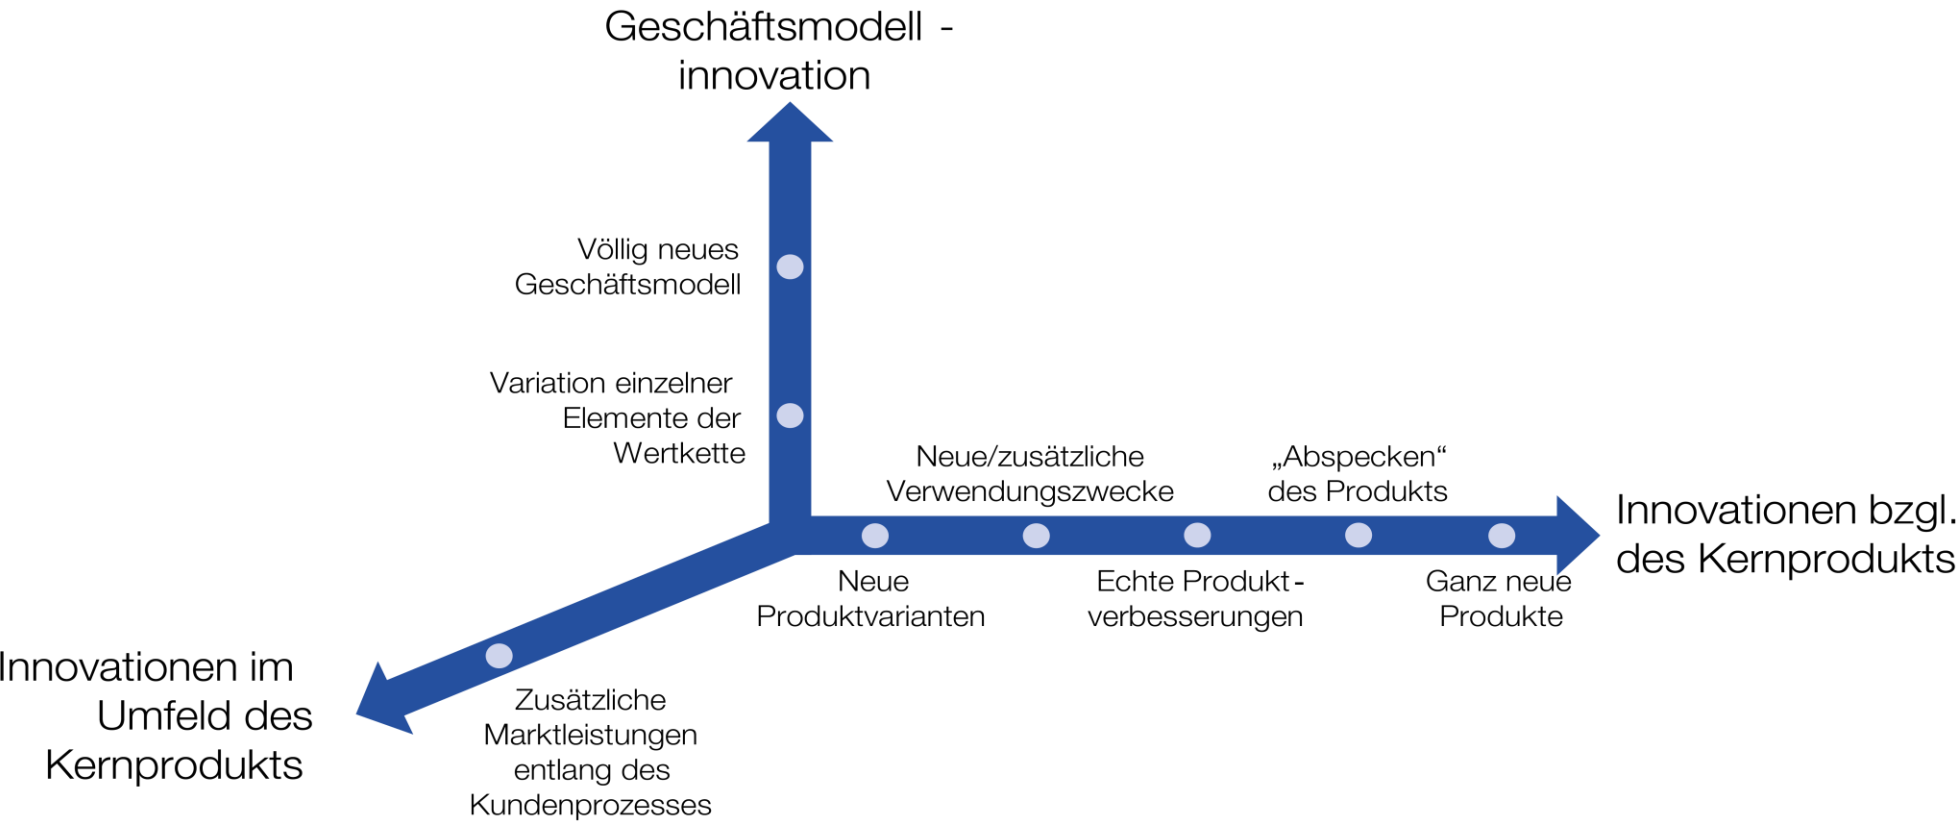 Geschäftsmodell -
innovation
Völlig neues
Geschäftsmodell
Variation einzelner
Elemente der
Wertkette
Neue/zusätzliche
Verwendungszwecke
„Abspecken“
des Produkts
Innovationen bzgl.
des Kernprodukts
Neue
Produktvarianten
Echte Produkt-
verbesserungen
Ganz neue
Produkte
Innovationen im
Umfeld des
Kernprodukts
Zusätzliche
Marktleistungen
entlang des
Kundenprozesses